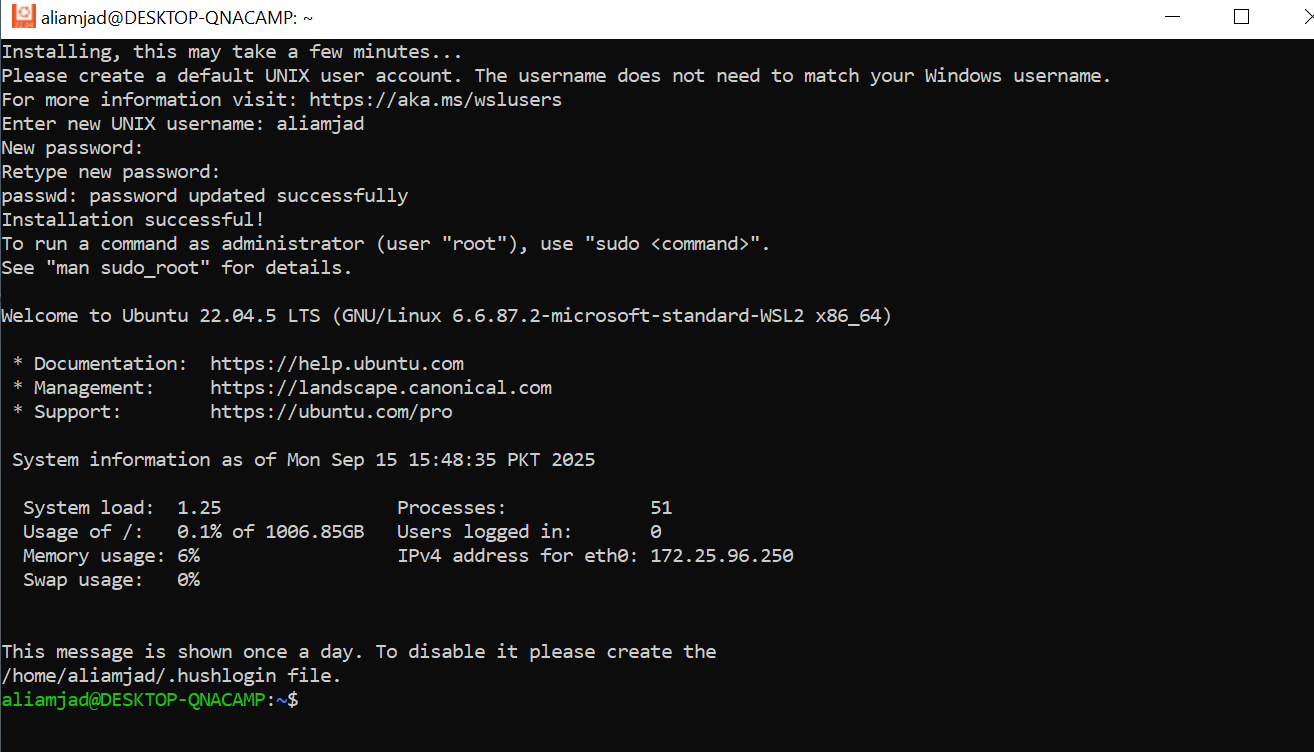 aliamjad@DESKTOP-QNACAMP: ~
Installing, this may take a few minutes...
Please create a default UNIX user account. The username does not need to match your Windows username.
For more information visit: https://aka.ms/wslusers
Enter new UNIX username: aliamjad
New password:
Retype new password:
passwd: password updated successfully
Installation successful!
To run a command as administrator (user "root"), use "sudo <command>".
See "man sudo_root" for details.

Welcome to Ubuntu 22.04.5 LTS (GNU/Linux 6.6.87.2-microsoft-standard-WSL2 x86_64)

 * Documentation:  https://help.ubuntu.com
 * Management:     https://landscape.canonical.com
 * Support:        https://ubuntu.com/pro

 System information as of Mon Sep 15 15:48:35 PKT 2025

  System load:  1.25                Processes:             51
  Usage of /:   0.1% of 1006.85GB   Users logged in:       0
  Memory usage: 6%                  IPv4 address for eth0: 172.25.96.250
  Swap usage:   0%

This message is shown once a day. To disable it please create the
/home/aliamjad/.hushlogin file.
aliamjad@DESKTOP-QNACAMP:~$